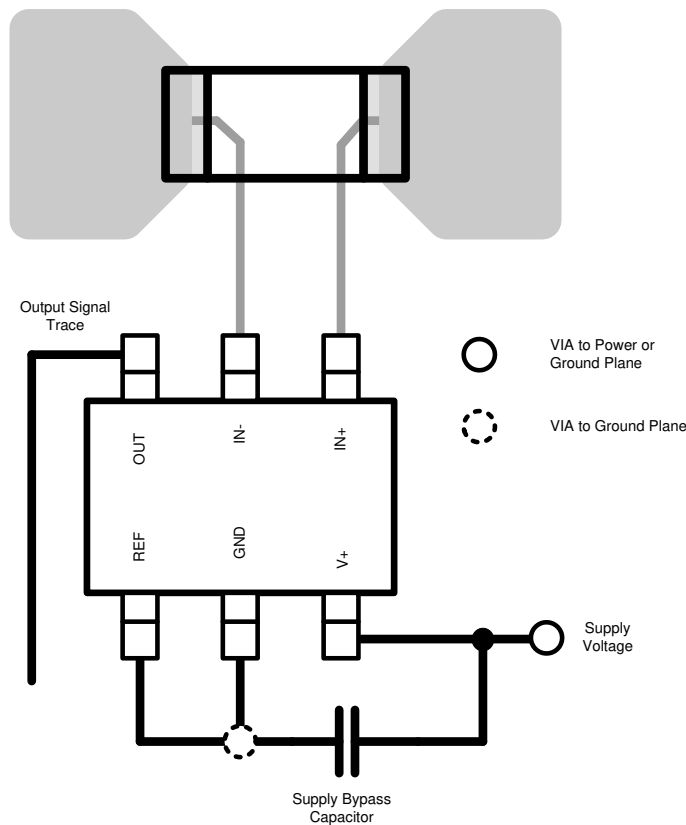 Output Signal
Trace
VIA to Power or
Ground Plane
VIA to Ground Plane
OUT
IN-
IN+
REF
GND
V+
Supply
Voltage
Supply Bypass
Capacitor